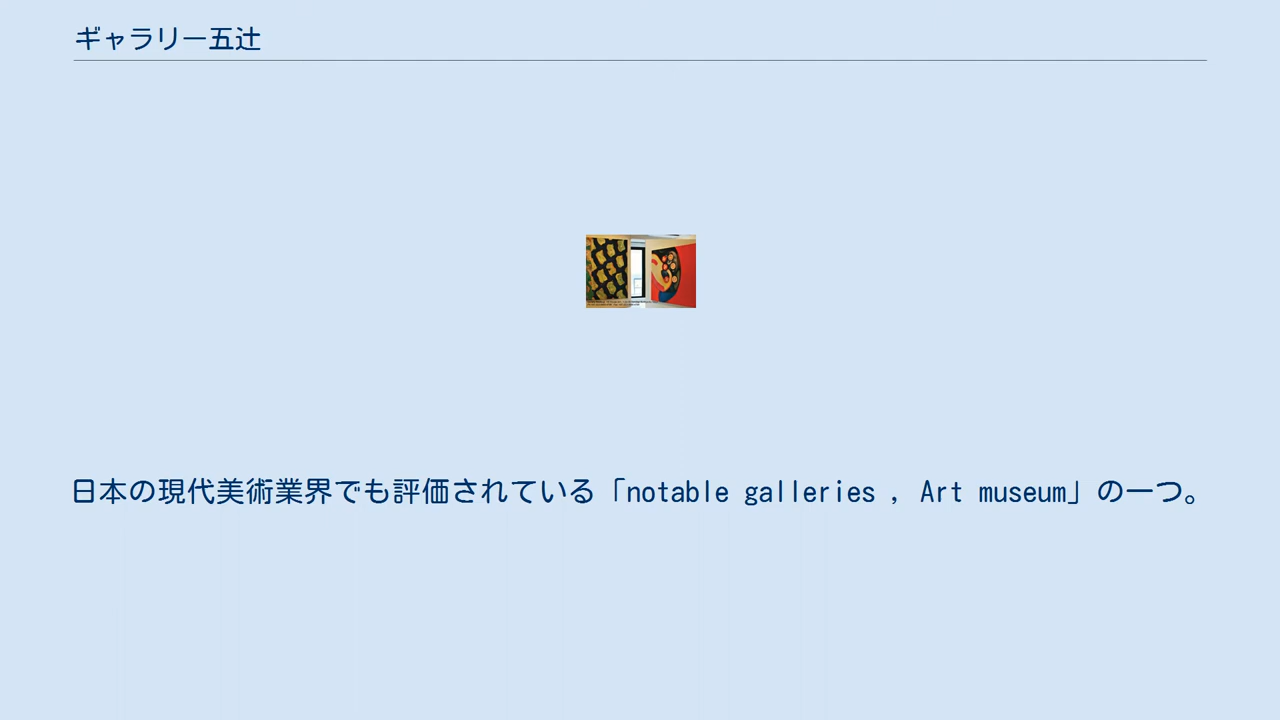 ギャラリー五辻
日本の現代美術業界でも評価されている「notable galleries , Art museum」の一つ。